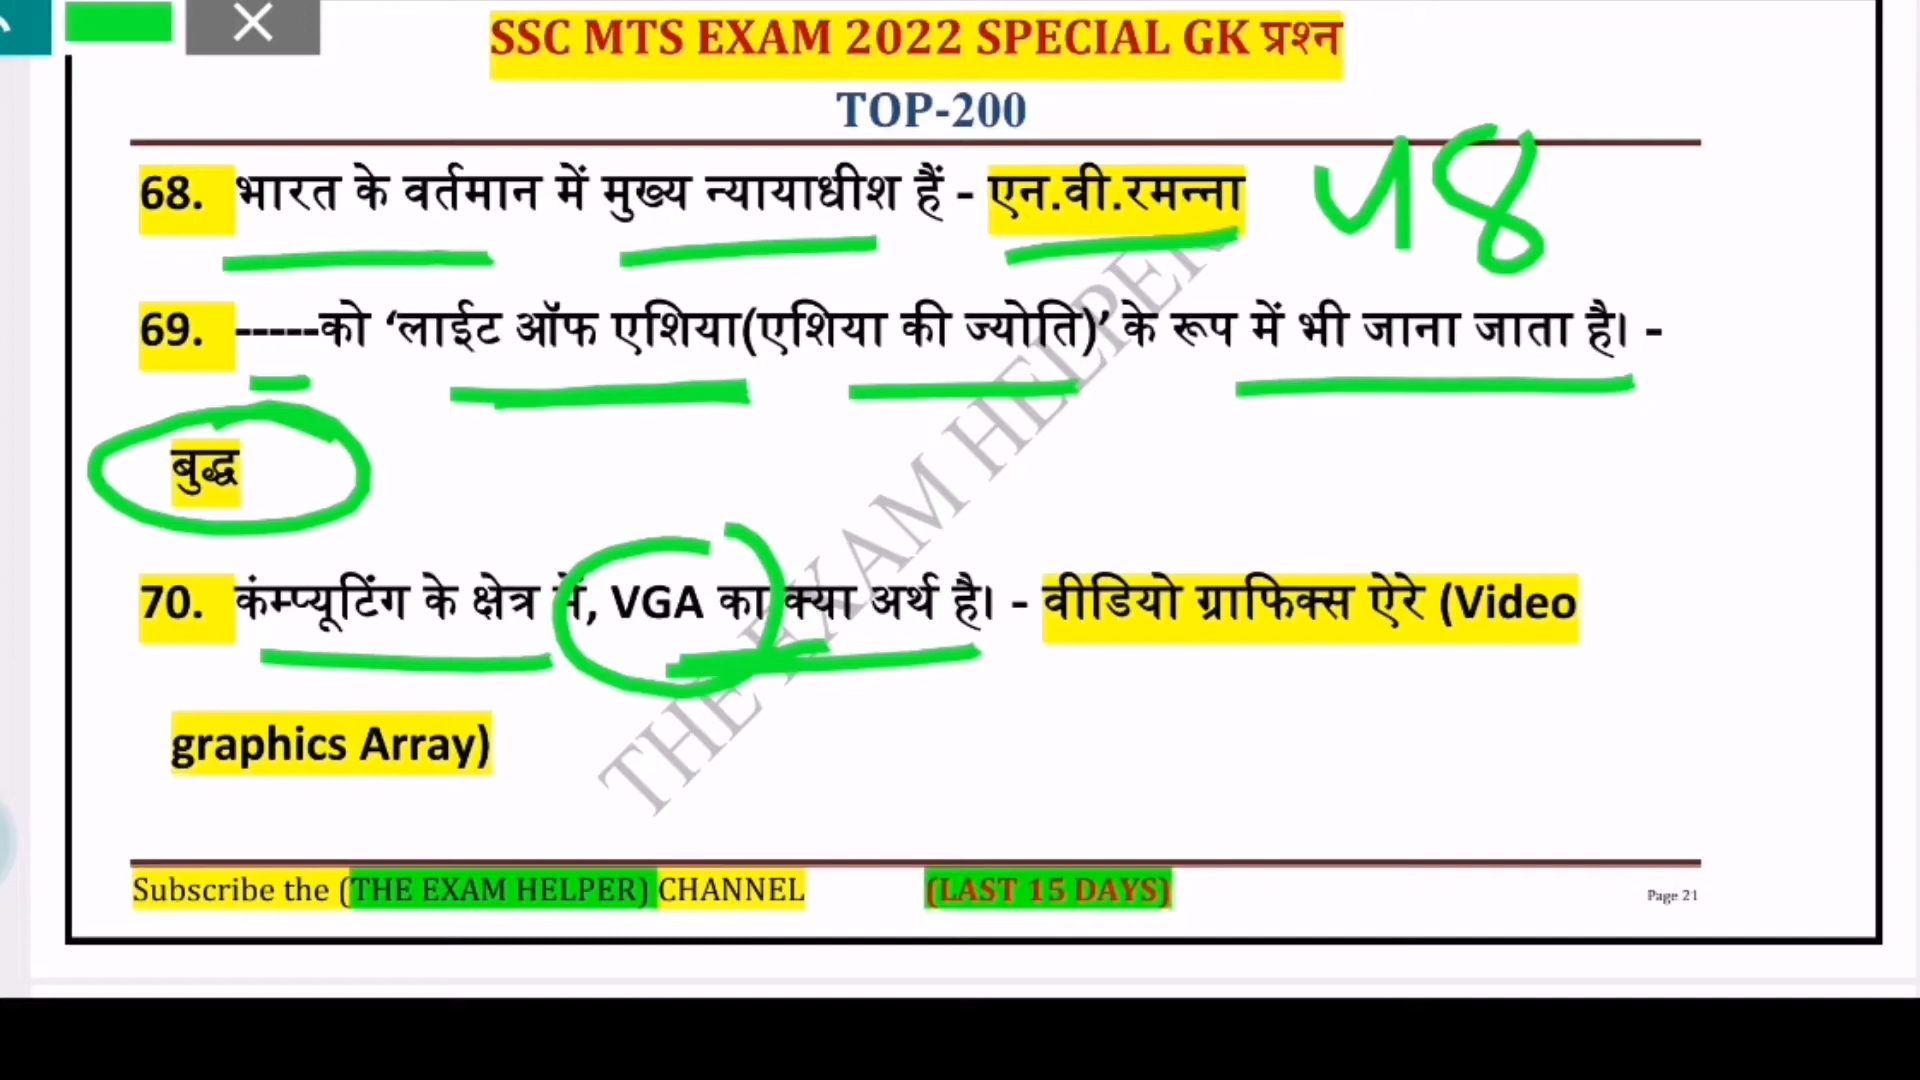 SSC MTS EXAM 2022 SPECIAL GK प्रश्न
TOP-200
68. भारत के वर्तमान में मुख्य न्यायाधीश हैं - एन.वी.रमन्ना 48
69. -----को ‘लाईट ऑफ एशिया(एशिया की ज्योति)’ के रूप में भी जाना जाता है। -
बुद्ध
70. कंम्प्यूटिंग के क्षेत्र में, VGA का क्या अर्थ है। - वीडियो ग्राफिक्स ऐरे (Video
graphics Array)
THE EXAM HELPER
Subscribe the (THE EXAM HELPER) CHANNEL (LAST 15 DAYS) Page 21